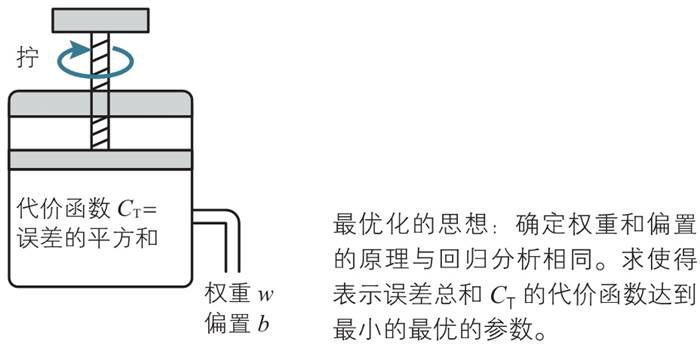 拧
代价函数 CT=
误差的平方和
权重 w
偏置 b
最优化的思想：确定权重和偏置
的原理与回归分析相同。求使得
表示误差总和 CT 的代价函数达到
最小的最优的参数。